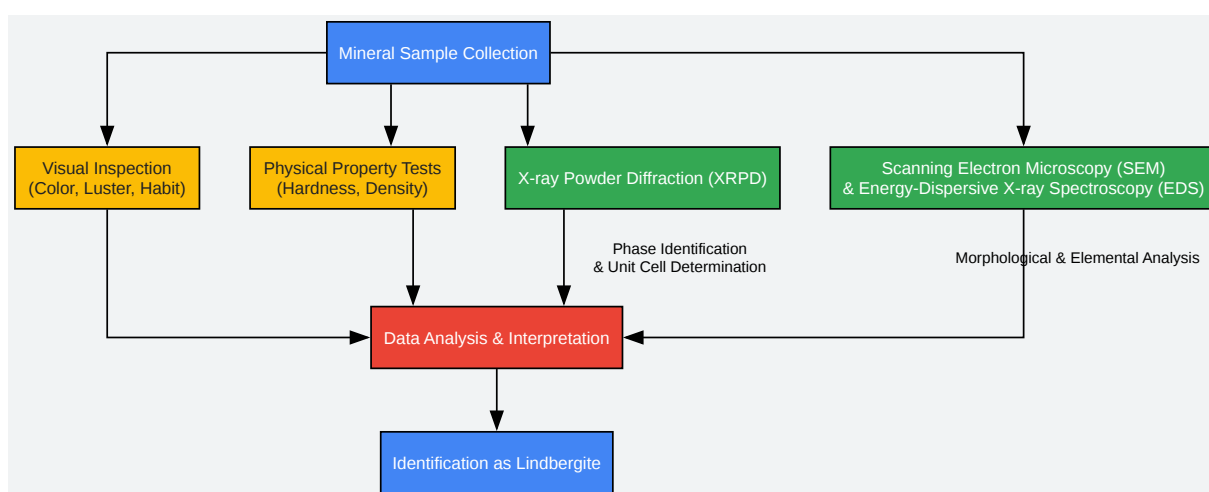 Mineral Sample Collection
Visual Inspection
(Color, Luster, Habit)
Physical Property Tests
(Hardness, Density)
X-ray Powder Diffraction (XRPD)
Scanning Electron Microscopy (SEM)
& Energy-Dispersive X-ray Spectroscopy (EDS)
Phase Identification
& Unit Cell Determination
Morphological & Elemental Analysis
Data Analysis & Interpretation
Identification as Lindbergite